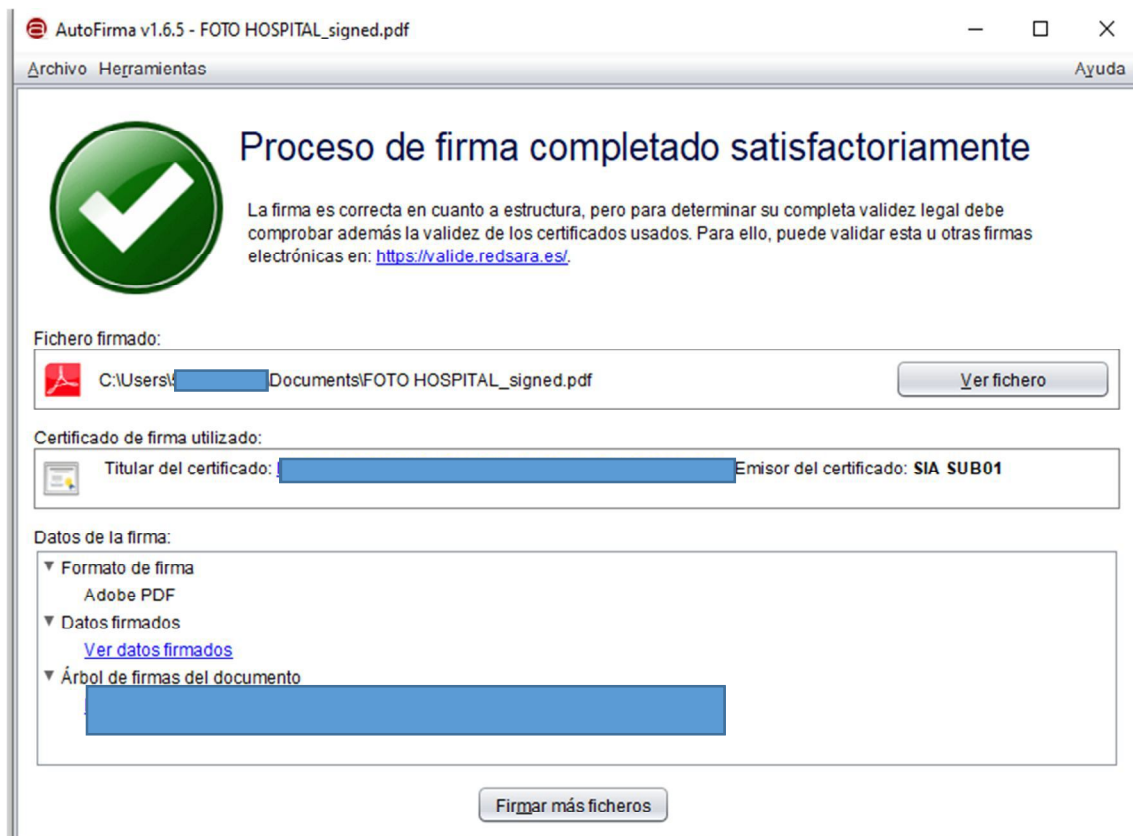 AutoFirma v1.6.5 - FOTO HOSPITAL_signed.pdf
Archivo Herramientas Ayuda
Proceso de firma completado satisfactoriamente
La firma es correcta en cuanto a estructura, pero para determinar su completa validez legal debe
comprobar además la validez de los certificados usados. Para ello, puede validar esta u otras firmas
electrónicas en: https://valide.redsara.es/.
Fichero firmado:
C:\Users\ \Documents\FOTO HOSPITAL_signed.pdf
Ver fichero
Certificado de firma utilizado:
Titular del certificado: Emisor del certificado: SIA SUB01
Datos de la firma:
Formato de firma
Adobe PDF
Datos firmados
Ver datos firmados
Árbol de firmas del documento
Firmar más ficheros